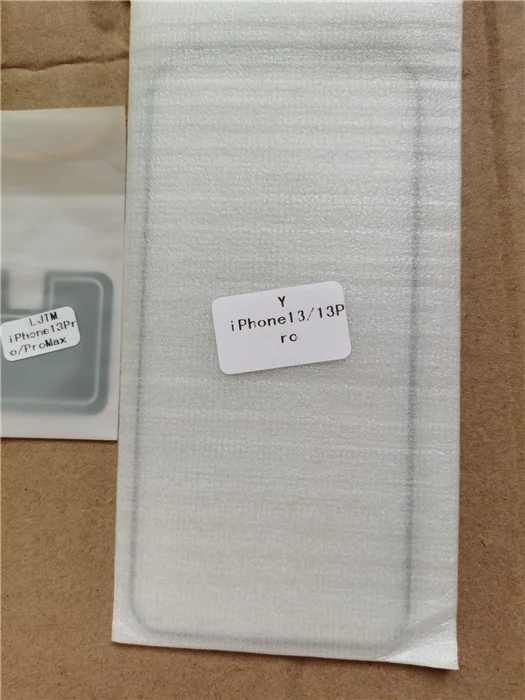 LJTM
iPhone13Pr
o/ProMax
Y
iPhone13/13P
ro